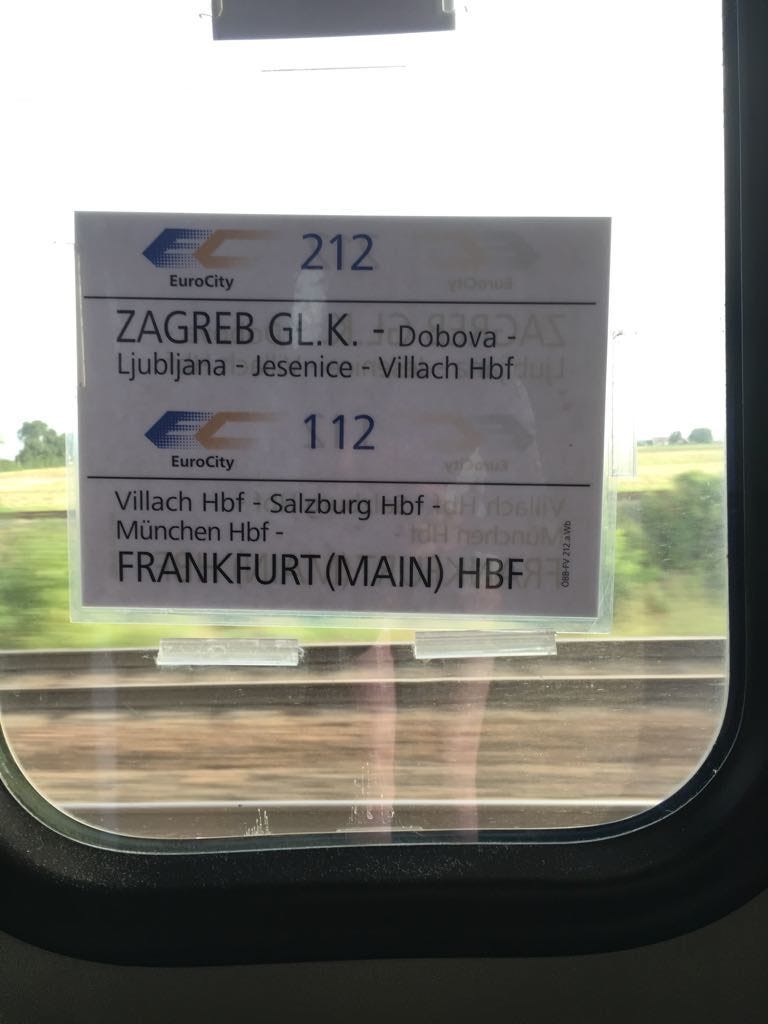 EuroCity 212
ZAGREB GL.K. - Dobova -
Ljubljana - Jesenice - Villach Hbf
EuroCity 112
Villach Hbf - Salzburg Hbf -
München Hbf -
FRANKFURT(MAIN) HBF
ÖBB-FV 212.a.Wb